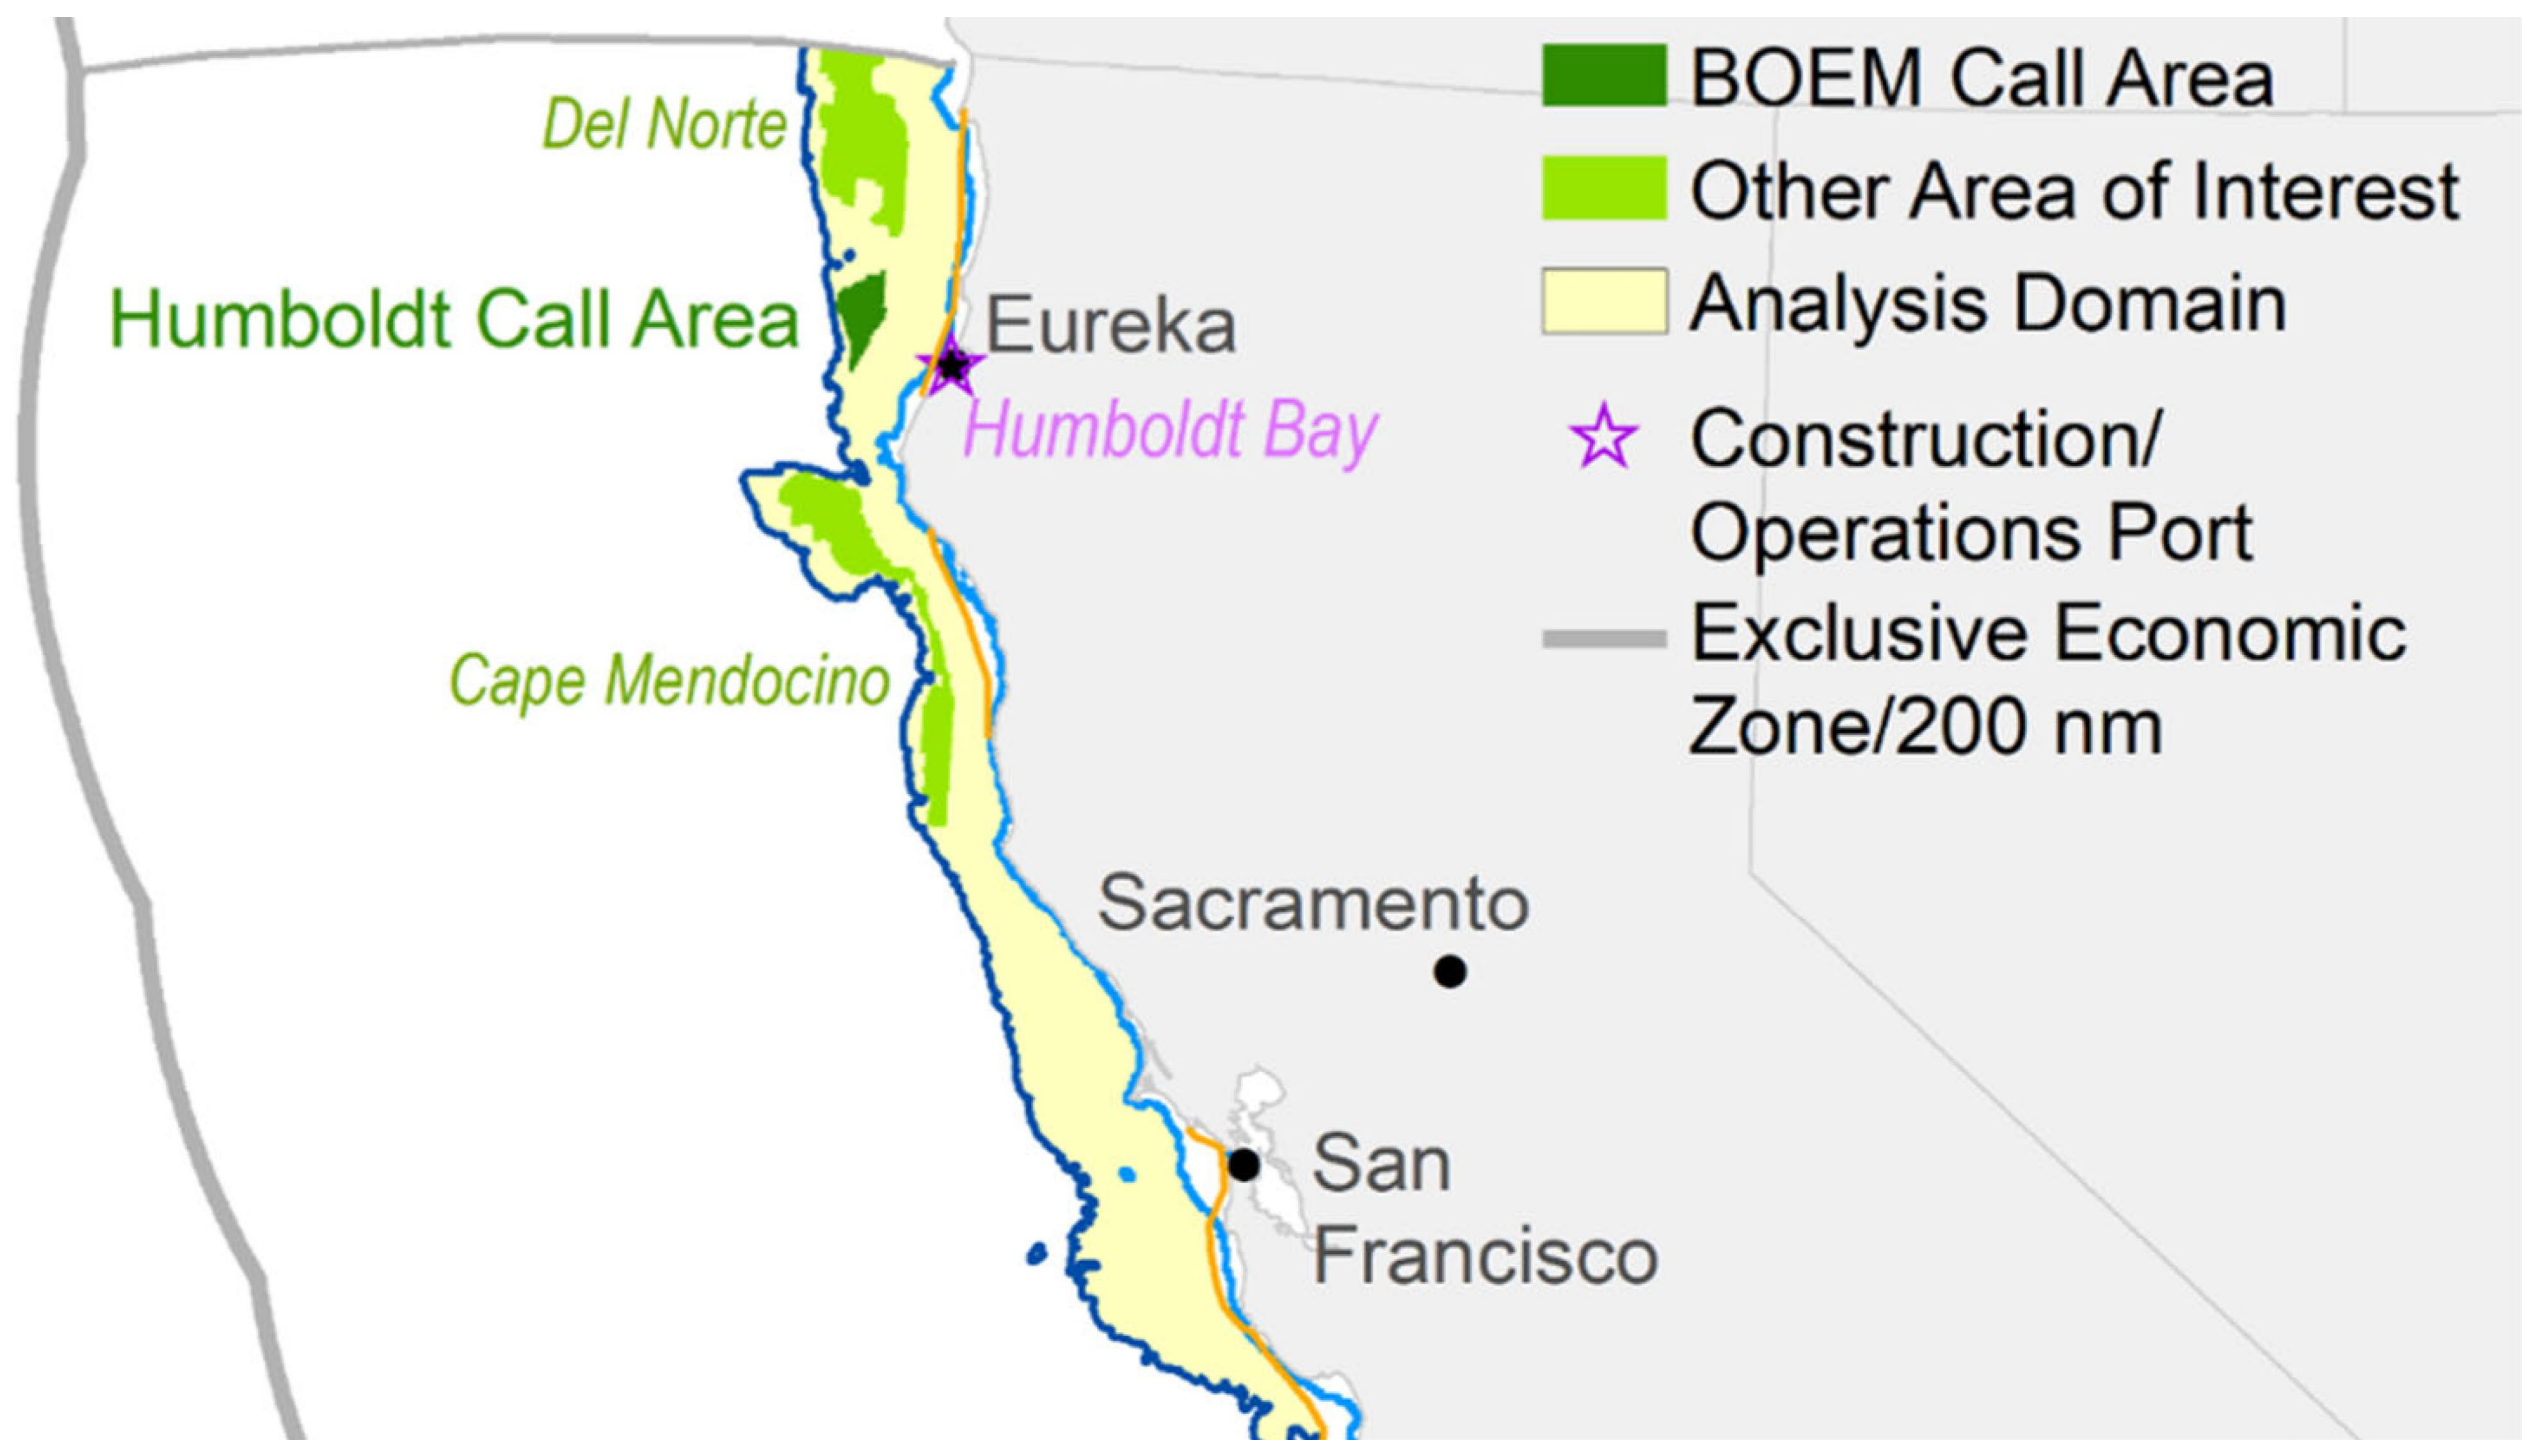 Del Norte
Humboldt Call Area
Eureka
Humboldt Bay
Cape Mendocino
Sacramento
San
Francisco
BOEM Call Area
Other Area of Interest
Analysis Domain
Construction/
Operations Port
Exclusive Economic
Zone/200 nm